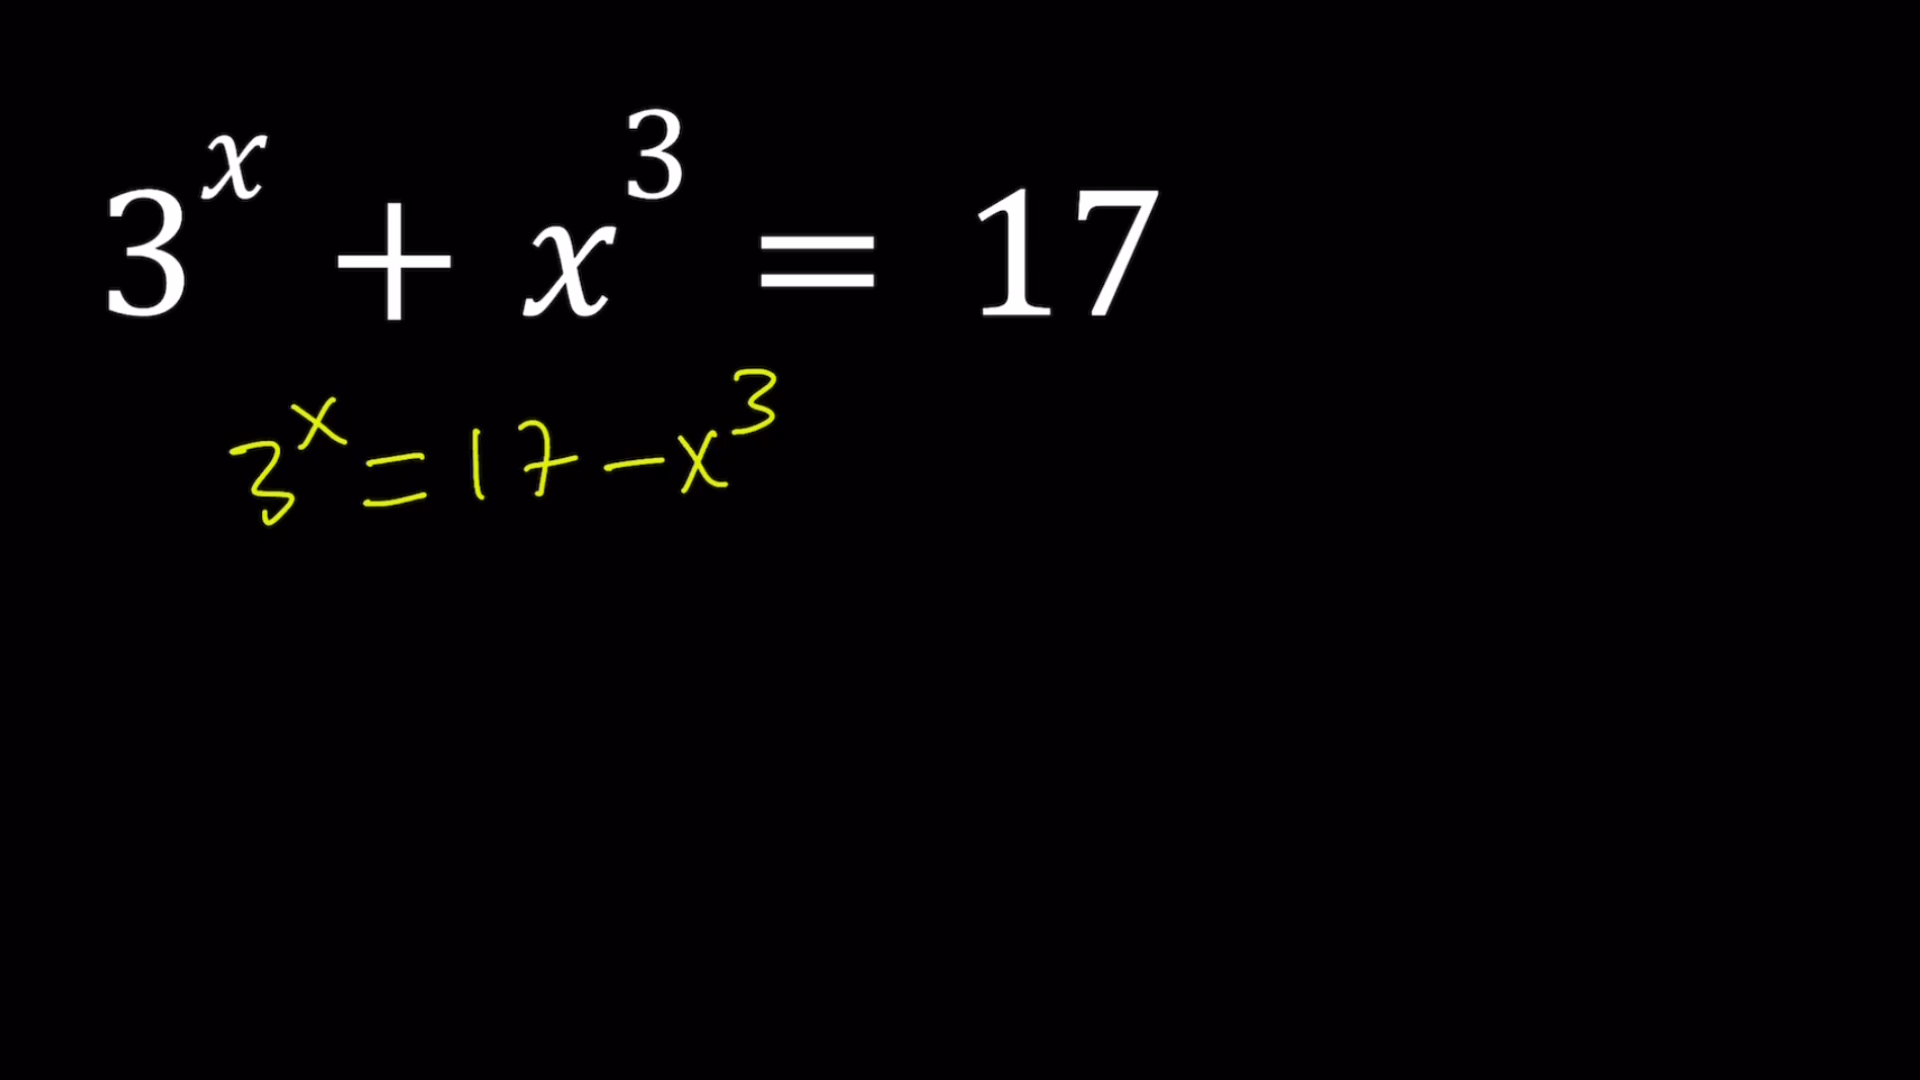 3^x + x^3 = 17
3^x = 17 - x^3